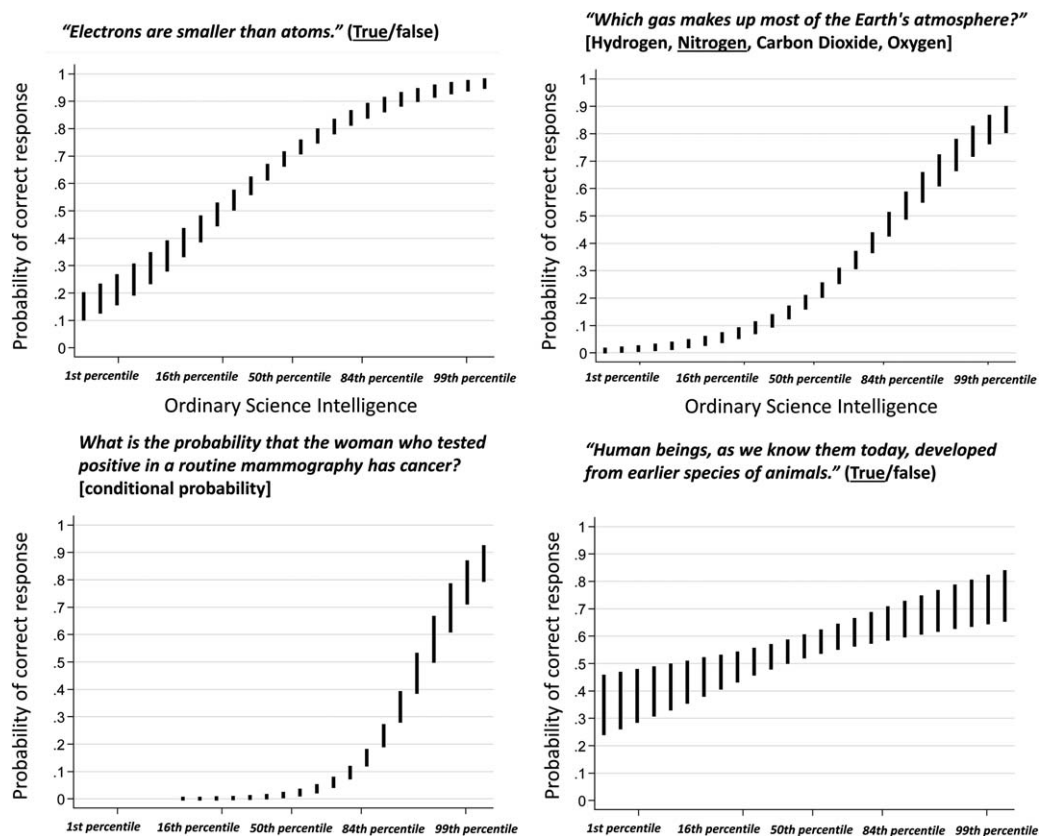 “Electrons are smaller than atoms.” (True/false)
Probability of correct response
1
.9
.8
.7
.6
.5
.4
.3
.2
.1
0
1st percentile 16th percentile 50th percentile 84th percentile 99th percentile
Ordinary Science Intelligence
“Which gas makes up most of the Earth's atmosphere?”
[Hydrogen, Nitrogen, Carbon Dioxide, Oxygen]
Probability of correct response
1
.9
.8
.7
.6
.5
.4
.3
.2
.1
0
1st percentile 16th percentile 50th percentile 84th percentile 99th percentile
Ordinary Science Intelligence
What is the probability that the woman who tested
positive in a routine mammography has cancer?
[conditional probability]
Probability of correct response
1
.9
.8
.7
.6
.5
.4
.3
.2
.1
0
1st percentile 16th percentile 50th percentile 84th percentile 99th percentile
“Human beings, as we know them today, developed
from earlier species of animals.” (True/false)
Probability of correct response
1
.9
.8
.7
.6
.5
.4
.3
.2
.1
0
1st percentile 16th percentile 50th percentile 84th percentile 99th percentile